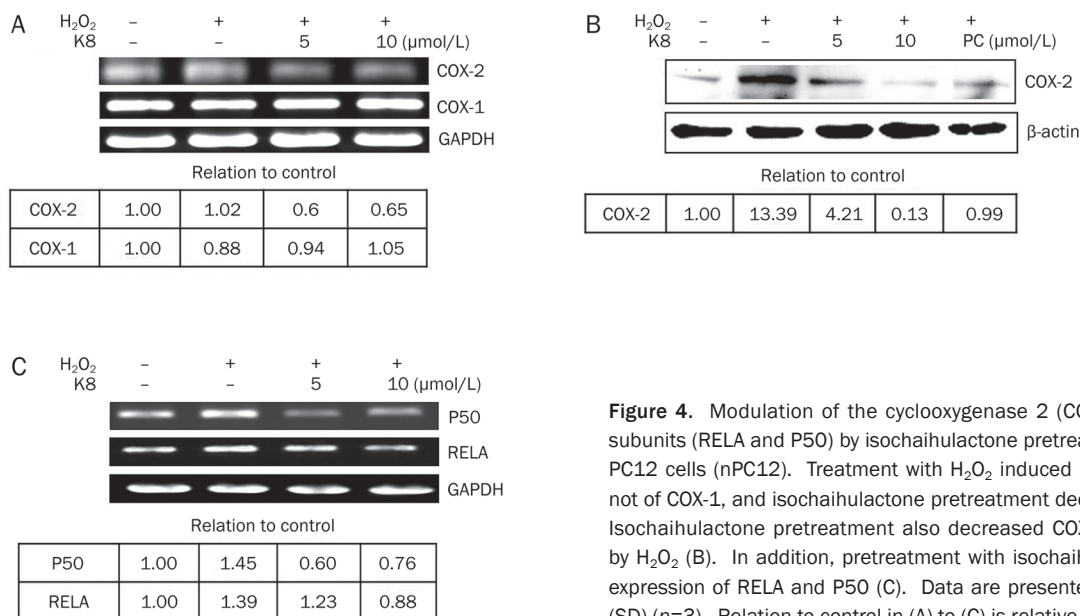 A
H₂O₂ – + + +
K8 – – 5 10 (μmol/L)
COX-2
COX-1
GAPDH
Relation to control
COX-2 1.00 1.02 0.6 0.65
COX-1 1.00 0.88 0.94 1.05
B
H₂O₂ – + + + +
K8 – – 5 10 PC (μmol/L)
COX-2
β-actin
Relation to control
COX-2 1.00 13.39 4.21 0.13 0.99
C
H₂O₂ – + + +
K8 – – 5 10 (μmol/L)
P50
RELA
GAPDH
Relation to control
P50 1.00 1.45 0.60 0.76
RELA 1.00 1.39 1.23 0.88
Figure 4. Modulation of the cyclooxygenase 2 (
subunits (RELA and P50) by isochaihulactone
PC12 cells (nPC12). Treatment with H₂O₂ induced
not of COX-1, and isochaihulactone pretreatment
Isochaihulactone pretreatment also decreased
by H₂O₂ (B). In addition, pretreatment with
expression of RELA and P50 (C). Data are
(SD) (n=3). Relation to control in (A) to (C) is